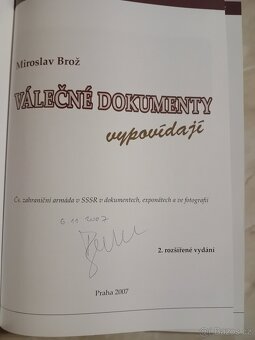 Miroslav Brož
VÁLEČNÉ DOKUMENTY
vypovídají
Čs. zahraniční armáda v SSSR v dokumentech, exponátech a ve fotografii
6 11 2007
2. rozšířené vydání
Praha 2007